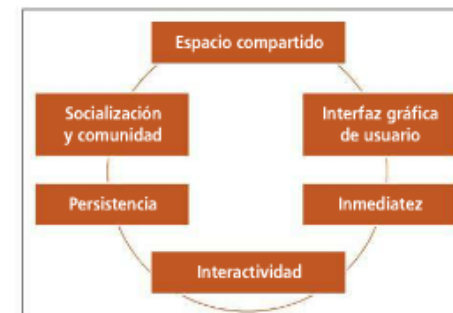 Espacio compartido
Socialización
y comunidad
Interfaz gráfica
de usuario
Persistencia
Inmediatez
Interactividad